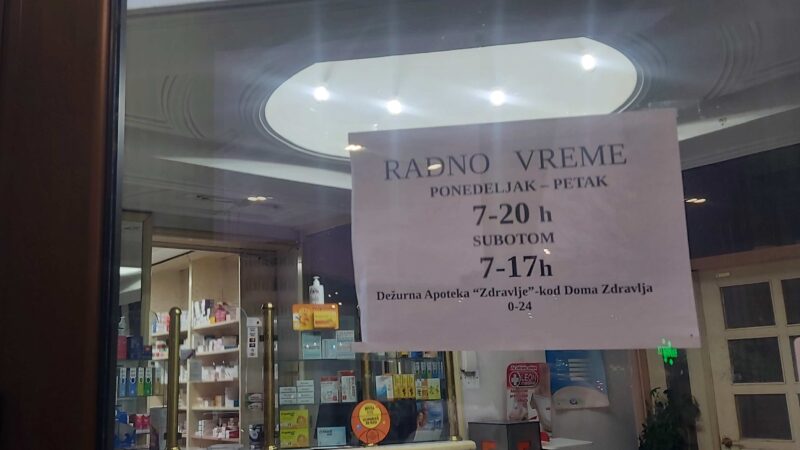 RADNO VREME
PONEDELJAK – PETAK
7-20 h
SUBOTOM
7-17h
Dežurna Apoteka “Zdravlje”-kod Doma Zdravlja
0-24